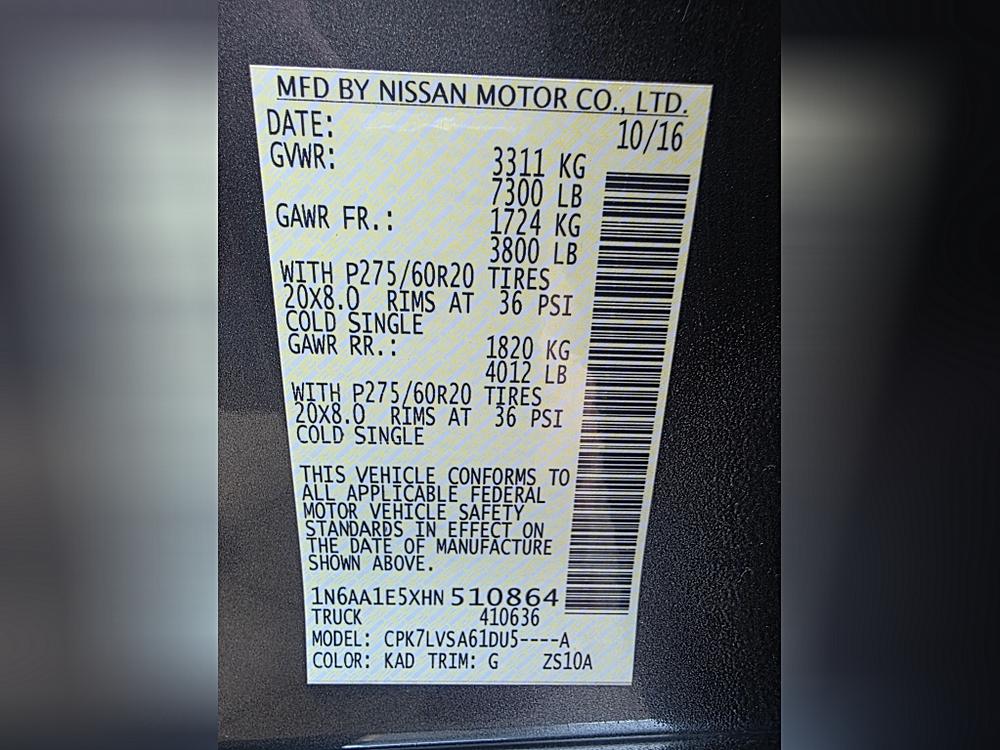 MFD BY NISSAN MOTOR CO., LTD.
DATE: 10/16
GVWR: 3311 KG
7300 LB
GAWR FR.: 1724 KG
3800 LB
WITH P275/60R20 TIRES
20X8.0 RIMS AT 36 PSI
COLD SINGLE
GAWR RR.: 1820 KG
4012 LB
WITH P275/60R20 TIRES
20X8.0 RIMS AT 36 PSI
COLD SINGLE
THIS VEHICLE CONFORMS TO
ALL APPLICABLE FEDERAL
MOTOR VEHICLE SAFETY
STANDARDS IN EFFECT ON
THE DATE OF MANUFACTURE
SHOWN ABOVE.
1N6AA1E5XHN510864
TRUCK 410636
MODEL: CPK7LVSA61DU5----A
COLOR: KAD TRIM: G ZS10A